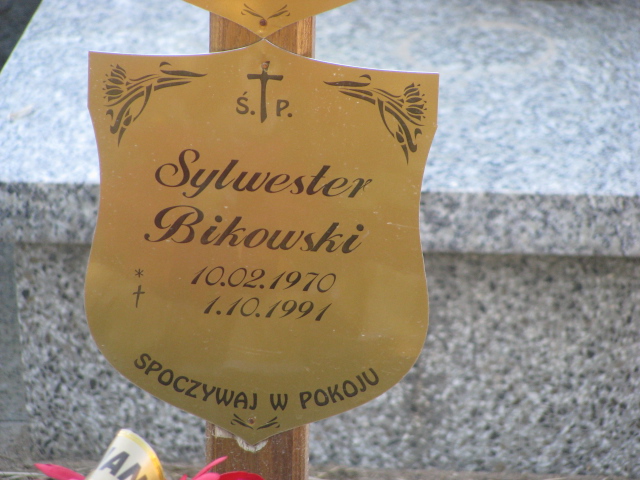 Ś. P.
Sylwester
Bikowski
* 10.02.1970
† 1.10.1991
SPOCZYWAJ W POKOJU